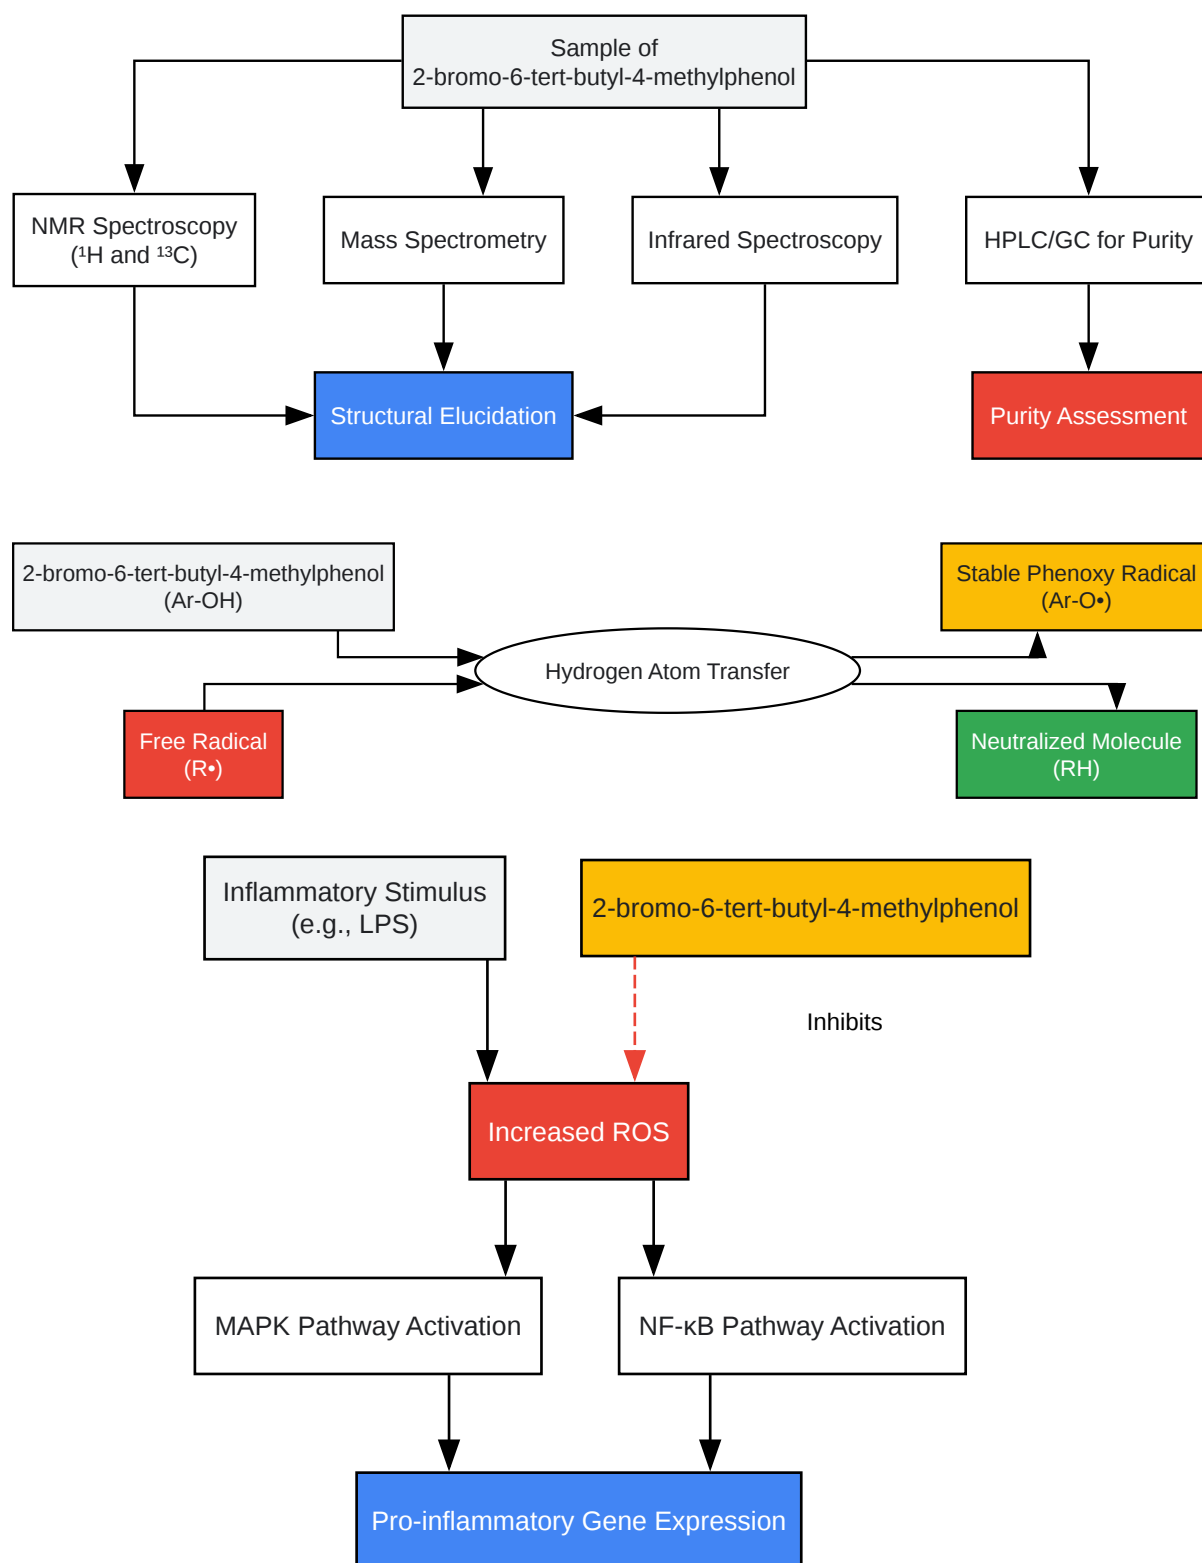 Sample of
2-bromo-6-tert-butyl-4-methylphenol
NMR Spectroscopy
(¹H and ¹³C)
Mass Spectrometry
Infrared Spectroscopy
HPLC/GC for Purity
Structural Elucidation
Purity Assessment
2-bromo-6-tert-butyl-4-methylphenol
(Ar-OH)
Stable Phenoxy Radical
(Ar-O•)
Hydrogen Atom Transfer
Free Radical
(R•)
Neutralized Molecule
(RH)
Inflammatory Stimulus
(e.g., LPS)
2-bromo-6-tert-butyl-4-methylphenol
Inhibits
Increased ROS
MAPK Pathway Activation
NF-κB Pathway Activation
Pro-inflammatory Gene Expression